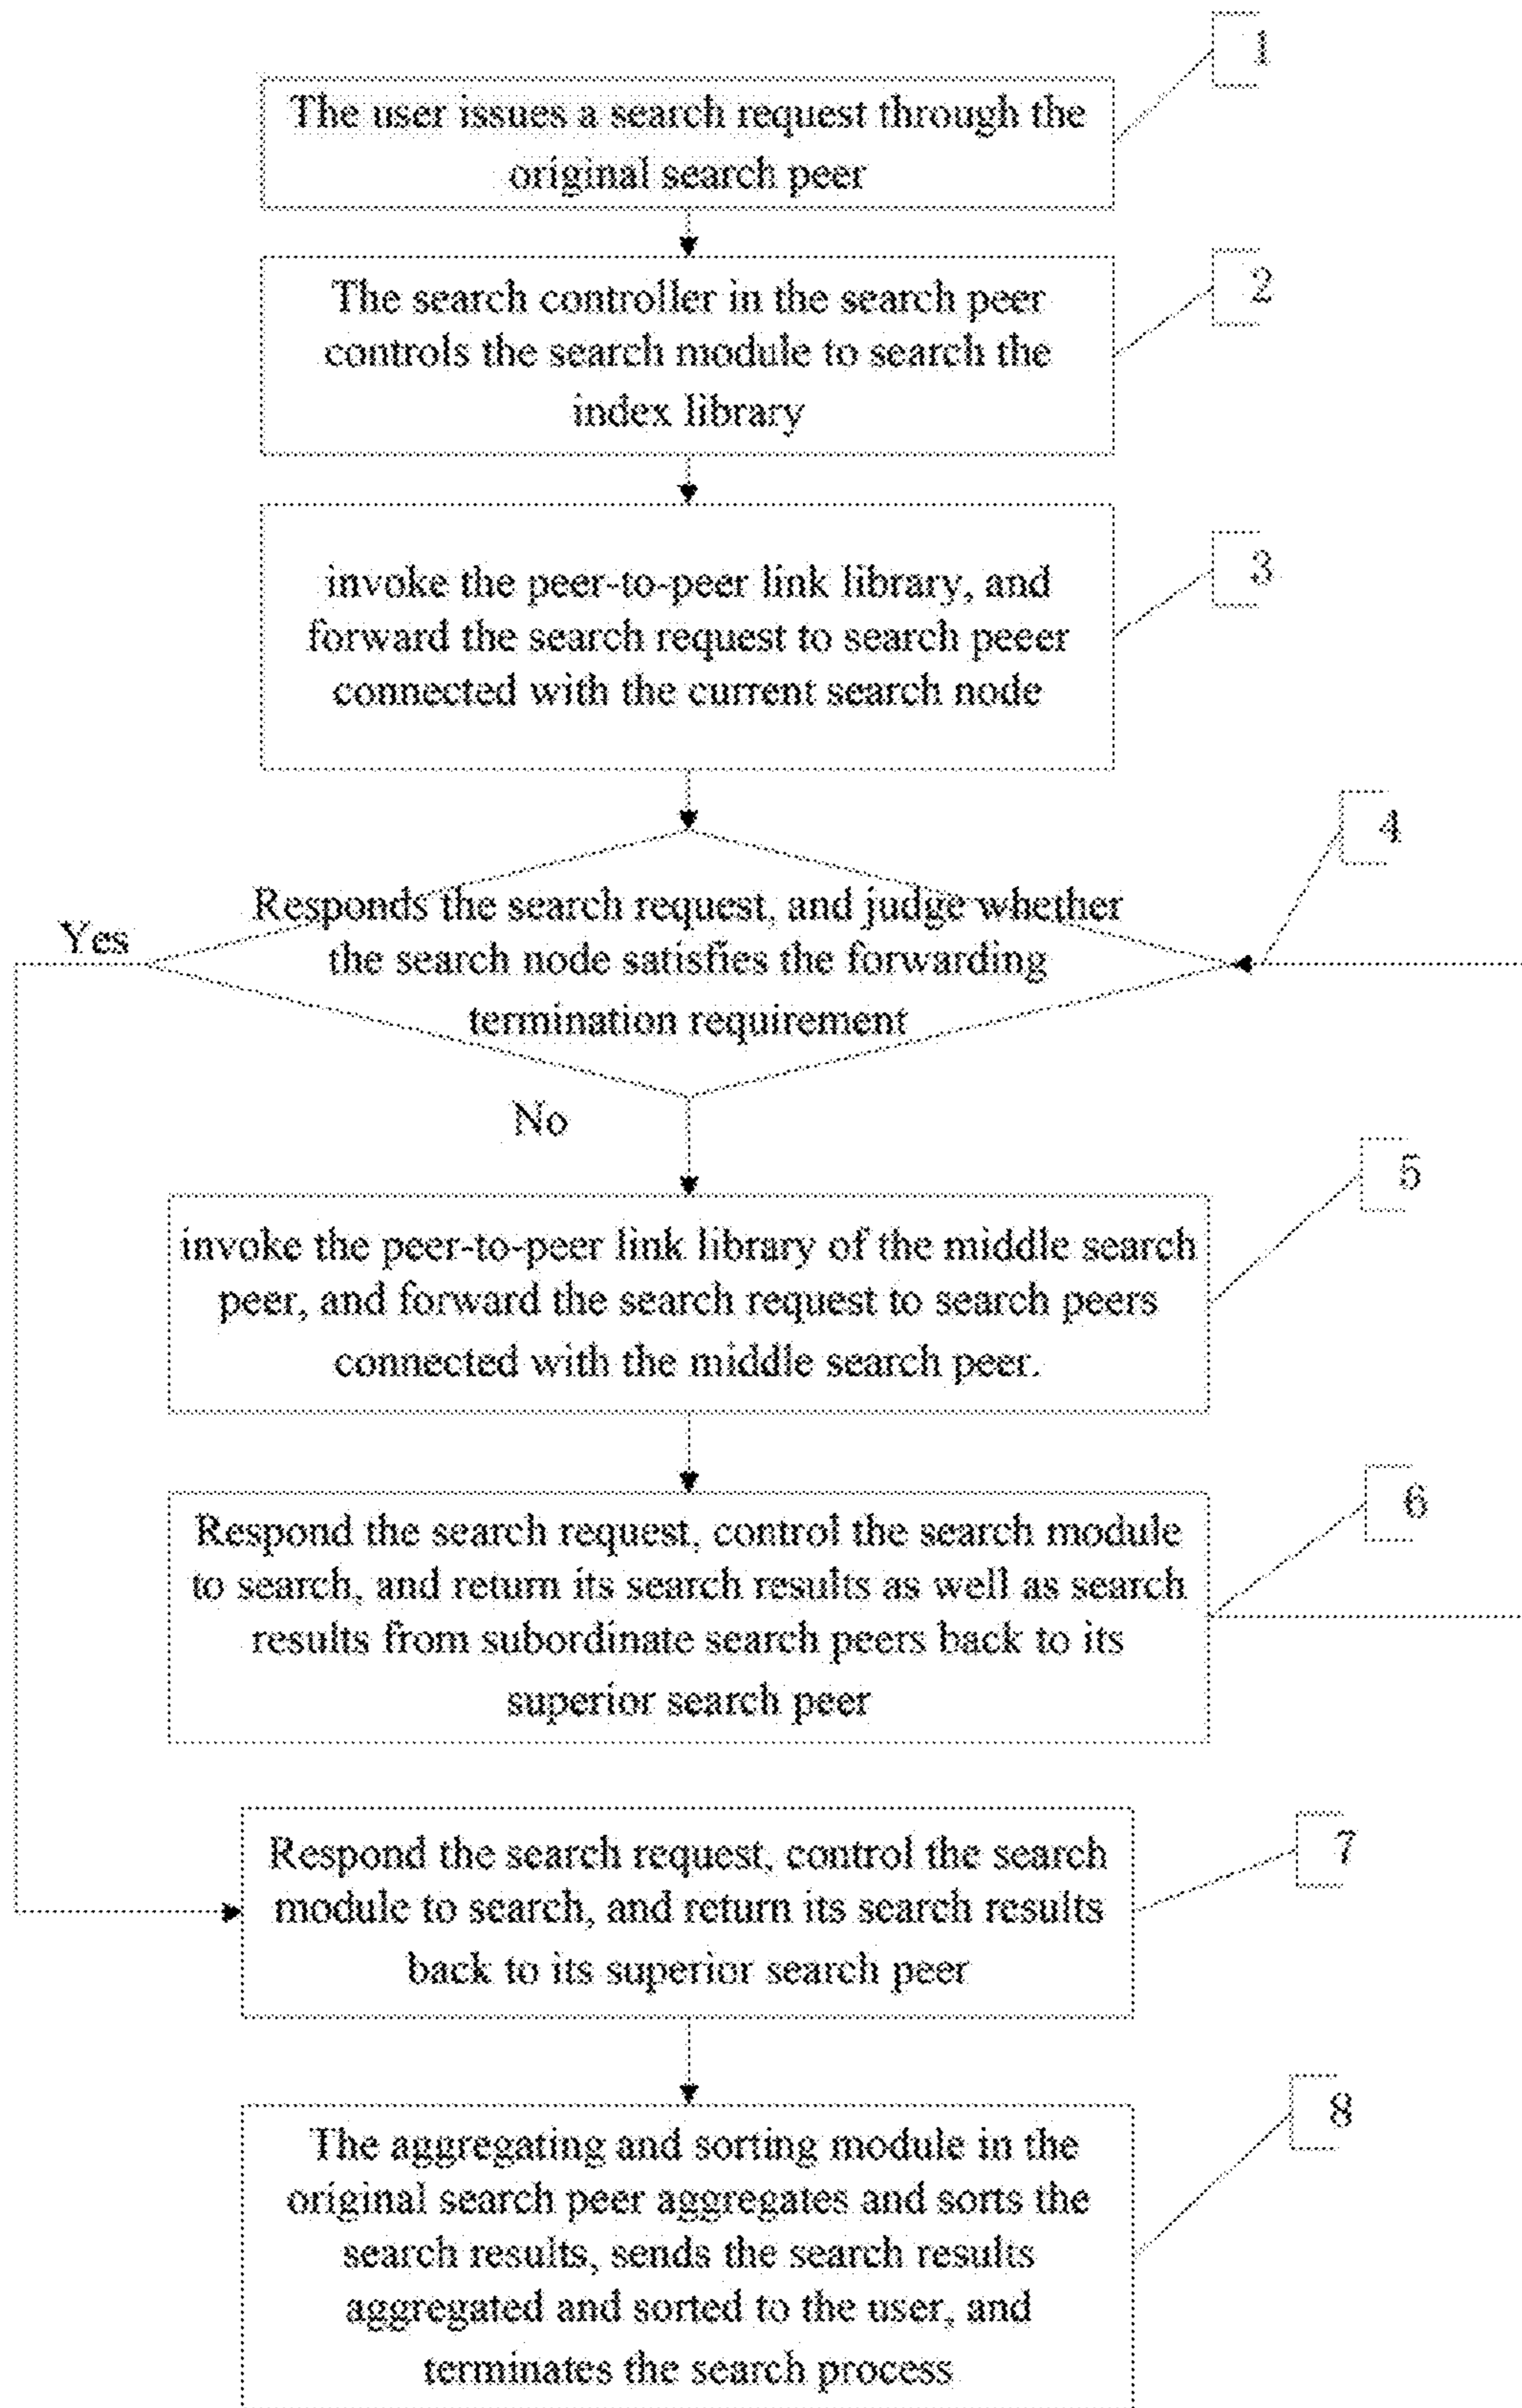 1
The user issues a search request through the
original search peer
2
The search controller in the search peer
controls the search module to search the
index library
3
invoke the peer-to-peer link library, and
forward the search request to search peeer
connected with the current search node
4
Responds the search request, and judge whether
the search node satisfies the forwarding
termination requirement
Yes
No
5
invoke the peer-to-peer link library of the middle search
peer, and forward the search request to search peers
connected with the middle search peer.
6
Respond the search request, control the search module
to search, and return its search results as well as search
results from subordinate search peers back to its
superior search peer
7
Respond the search request, control the search
module to search, and return its search results
back to its superior search peer
8
The aggregating and sorting module in the
original search peer aggregates and sorts the
search results, sends the search results
aggregated and sorted to the user, and
terminates the search process